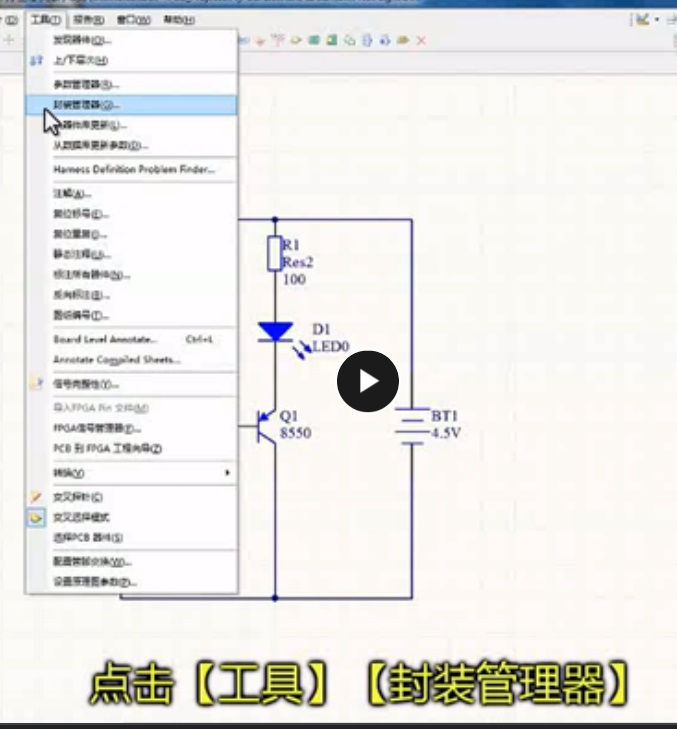 工具(T) 报告(R) 窗口(W) 帮助(H)
发现器件(O)...
上/下层次(H)
参数管理器(R)...
封装管理器(G)...
器件库更新(L)...
从数据库更新参数(D)...
Harness Definition Problem Finder...
注解(A)...
复位标号(E)...
复位重复(I)...
静态注释(U)...
标注所有器件(N)...
反向标注(B)...
图纸编号(T)...
Board Level Annotate... Ctrl+L
Annotate Compiled Sheets...
信号完整性(Y)...
导入FPGA Pin 文件(M)
FPGA信号管理器(F)...
PCB 到 FPGA 工程向导(Z)
转换(V)
交叉探针(C)
交叉选择模式
选择PCB 器件(S)
配置管脚交换(W)...
设置原理图参数(P)...
R1
Res2
100
D1
LED0
Q1
8550
BT1
4.5V
点击【工具】【封装管理器】